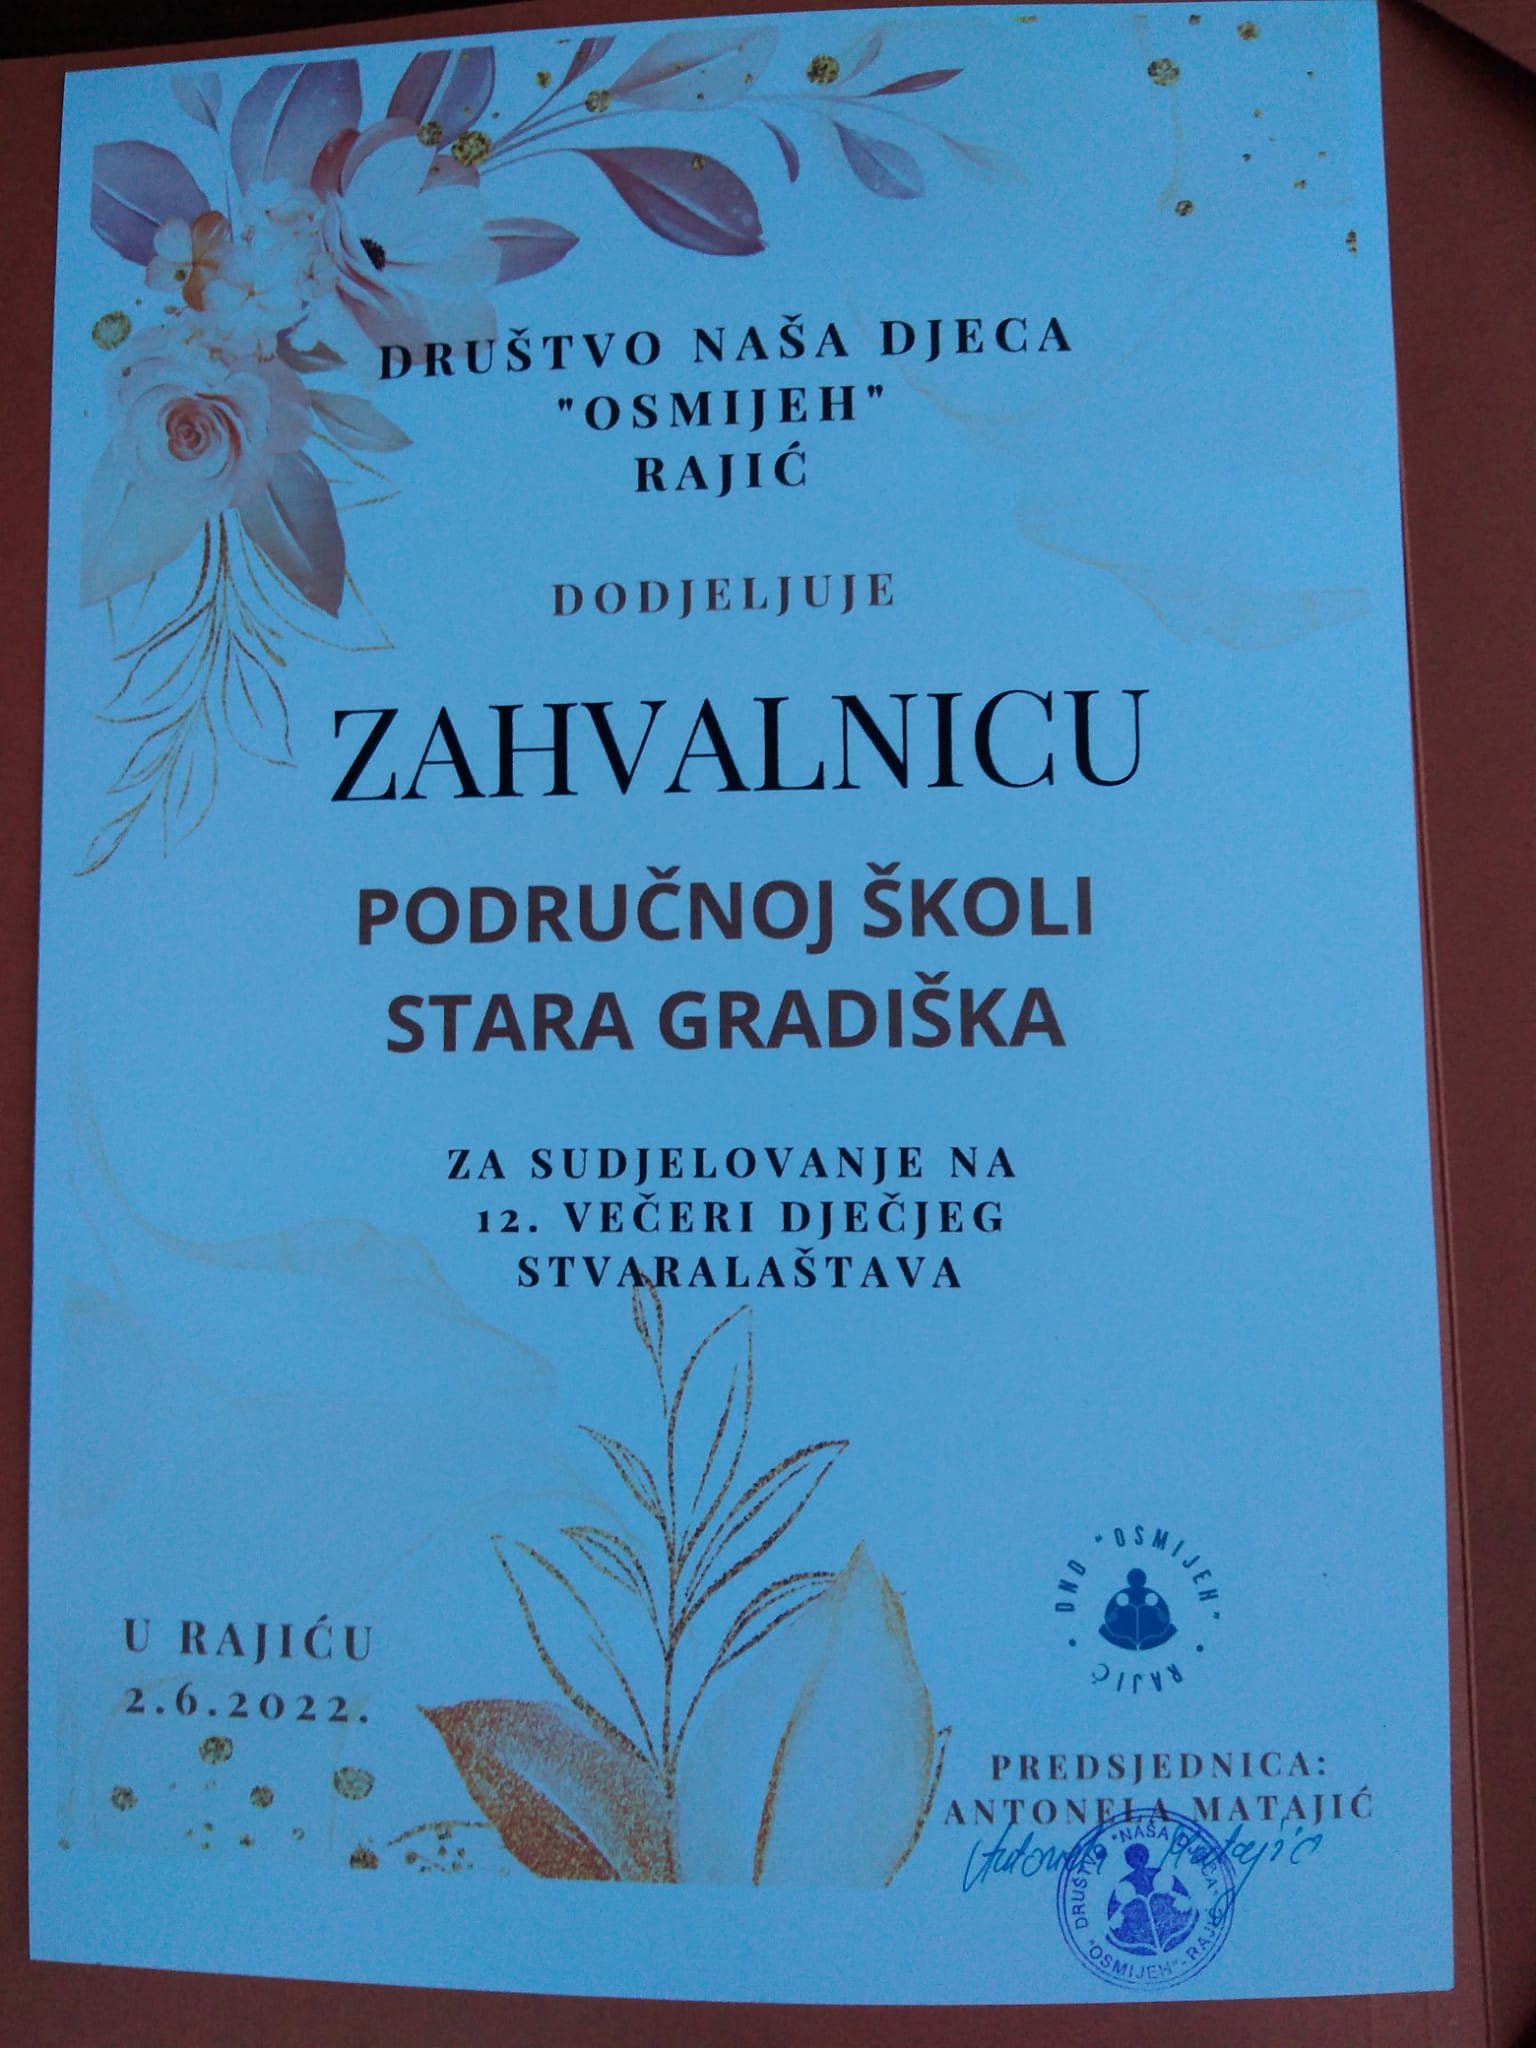 DRUŠTVO NAŠA DJECA
"OSMIJEH"
RAJIĆ
DODJELJUJE
ZAHVALNICU
PODRUČNOJ ŠKOLI
STARA GRADIŠKA
ZA SUDJELOVANJE NA
12. VEČERI DJEČJEG
STVARALAŠTAVA
U RAJIĆU
2.6.2022.
DND "OSMIJEH"
RAJIĆ
PREDSJEDNICA:
ANTONELA MATAJIĆ
Antonela Matajić
DRUŠTVO "NAŠA DJECA"
"OSMIJEH"-RAJIĆ